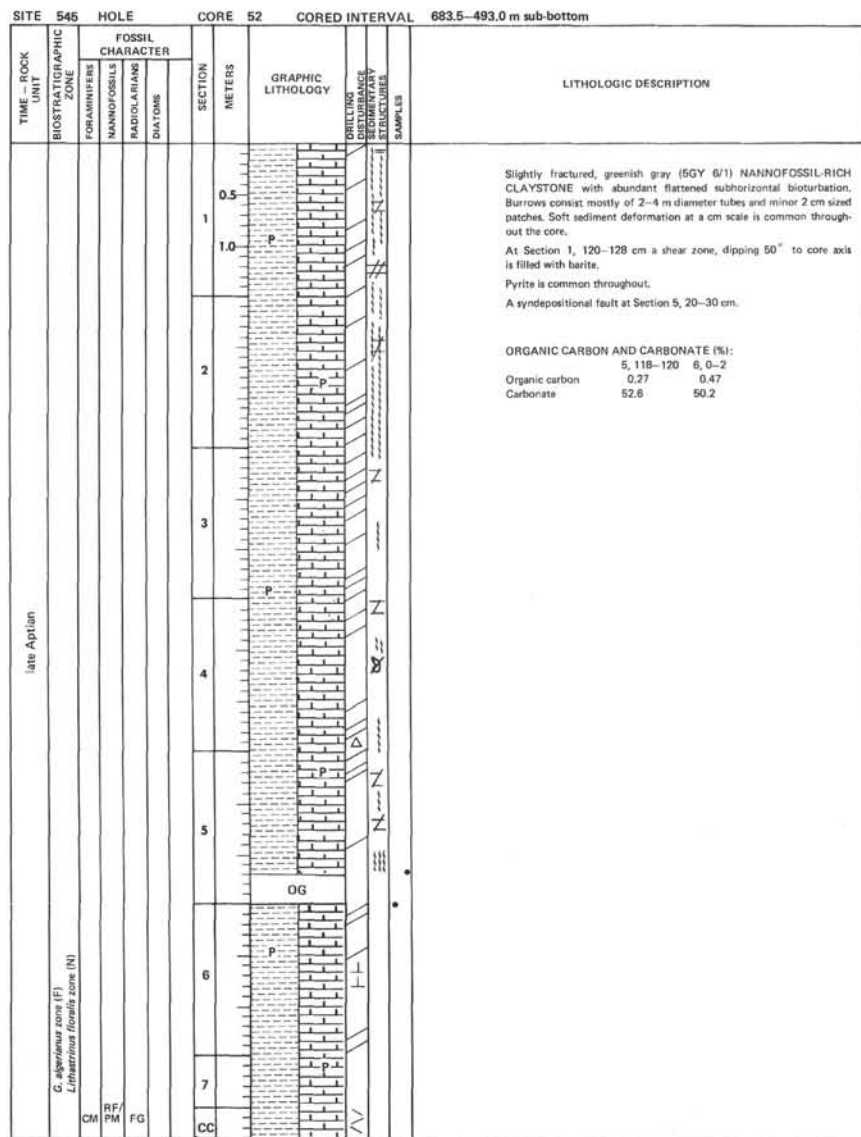 SITE 545 HOLE CORE 52 CORED INTERVAL 683.5–493.0 m sub-bottom
TIME – ROCK UNIT
BIOSTRATIGRAPHIC ZONE
FOSSIL CHARACTER
FORAMINIFERS
NANNOFOSSILS
RADIOLARIANS
DIATOMS
SECTION
METERS
GRAPHIC LITHOLOGY
DRILLING DISTURBANCE
SEDIMENTARY STRUCTURES
SAMPLES
LITHOLOGIC DESCRIPTION
Slightly fractured, greenish gray (5GY 6/1) NANNOFOSSIL-RICH
CLAYSTONE with abundant flattened subhorizontal bioturbation.
Burrows consist mostly of 2–4 m diameter tubes and minor 2 cm sized
patches. Soft sediment deformation at a cm scale is common through-
out the core.
At Section 1, 120–128 cm a shear zone, dipping 50° to core axis
is filled with barite.
Pyrite is common throughout.
A syndepositional fault at Section 5, 20–30 cm.
ORGANIC CARBON AND CARBONATE (%):
5, 118–120 6, 0–2
Organic carbon 0.27 0.47
Carbonate 52.6 50.2
late Aptian
G. algerianus zone (F)
Lithastrinus floralis zone (N)
CM
RF/
PM
FG
0.5
1
1.0
P
2
P
3
P
4
P
5
OG
P
6
P
7
CC